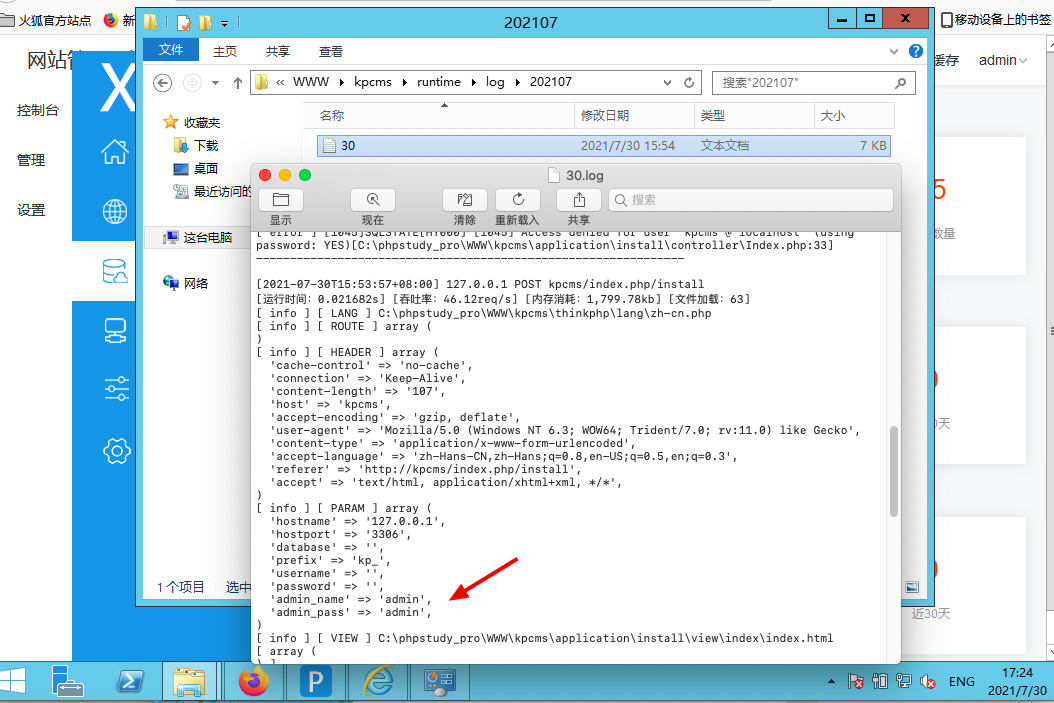 火狐官方站点
新
202107
移动设备上的书签
文件
主页
共享
查看
网站
缓存
admin
« WWW
kpcms
runtime
log
202107
搜索"202107"
控制台
管理
设置
收藏夹
下载
桌面
最近访问的
这台电脑
网络
名称
修改日期
类型
大小
30
2021/7/30 15:54
文本文档
7 KB
30.log
显示
现在
清除
重新载入
共享
搜索
[ error ] [1045]SQLSTATE[HY000] [1045] Access denied for user 'kpcms'@'localhost' (using
password: YES)[C:\phpstudy_pro\WWW\kpcms\application\install\controller\Index.php:33]
---------------------------------------------------------------
[2021-07-30T15:53:57+08:00] 127.0.0.1 POST kpcms/index.php/install
[运行时间：0.021682s] [吞吐率：46.12req/s] [内存消耗：1,799.78kb] [文件加载：63]
[ info ] [ LANG ] C:\phpstudy_pro\WWW\kpcms\thinkphp\lang\zh-cn.php
[ info ] [ ROUTE ] array (
)
[ info ] [ HEADER ] array (
'cache-control' => 'no-cache',
'connection' => 'Keep-Alive',
'content-length' => '107',
'host' => 'kpcms',
'accept-encoding' => 'gzip, deflate',
'user-agent' => 'Mozilla/5.0 (Windows NT 6.3; WOW64; Trident/7.0; rv:11.0) like Gecko',
'content-type' => 'application/x-www-form-urlencoded',
'accept-language' => 'zh-Hans-CN,zh-Hans;q=0.8,en-US;q=0.5,en;q=0.3',
'referer' => 'http://kpcms/index.php/install',
'accept' => 'text/html, application/xhtml+xml, */*',
)
[ info ] [ PARAM ] array (
'hostname' => '127.0.0.1',
'hostport' => '3306',
'database' => '',
'prefix' => 'kp_',
'username' => '',
'password' => '',
'admin_name' => 'admin',
'admin_pass' => 'admin',
)
[ info ] [ VIEW ] C:\phpstudy_pro\WWW\kpcms\application\install\view\index\index.html
[ array (
) ]
5
数量
0天
近30天
1 个项目
选中
ENG
17:24
2021/7/30